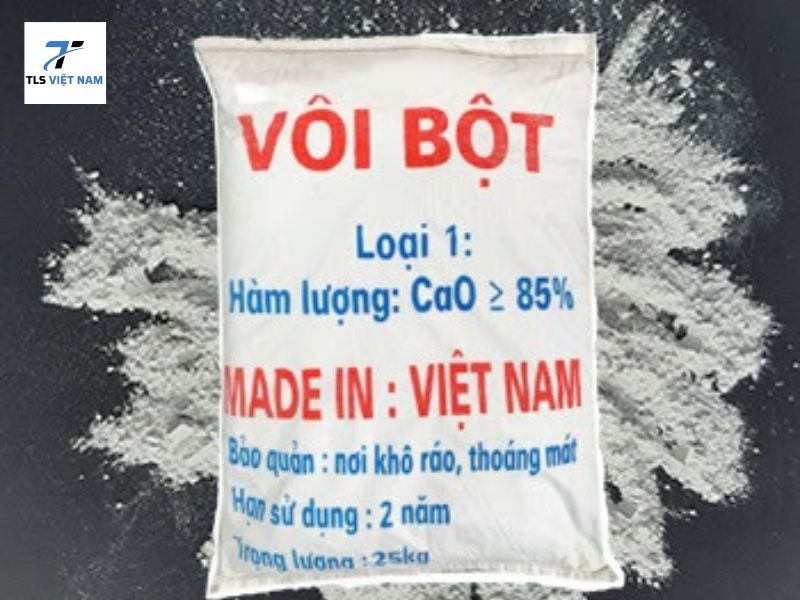 TLS VIỆT NAM
VÔI BỘT
Loại 1:
Hàm lượng: CaO ≥ 85%
MADE IN : VIỆT NAM
Bảo quản : nơi khô ráo, thoáng mát
Hạn sử dụng : 2 năm
Trọng lượng : 25kg